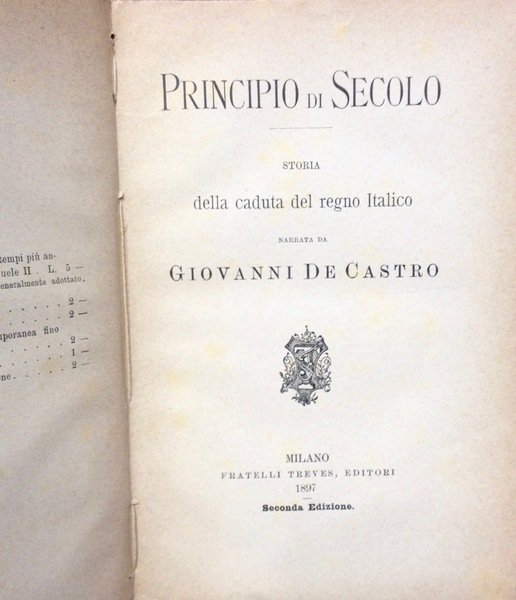 tempi più an-
uele II . L. 5 —
eneralmente adottato,
. . . . . 2 —
. . . . . 2 —
mporanea fino
. . . . . 2 —
. . . . . 1 —
ne . . . . . 2 —
PRINCIPIO DI SECOLO
STORIA
della caduta del regno Italico
NARRATA DA
GIOVANNI DE CASTRO
MILANO
FRATELLI TREVES, EDITORI
1897
Seconda Edizione.